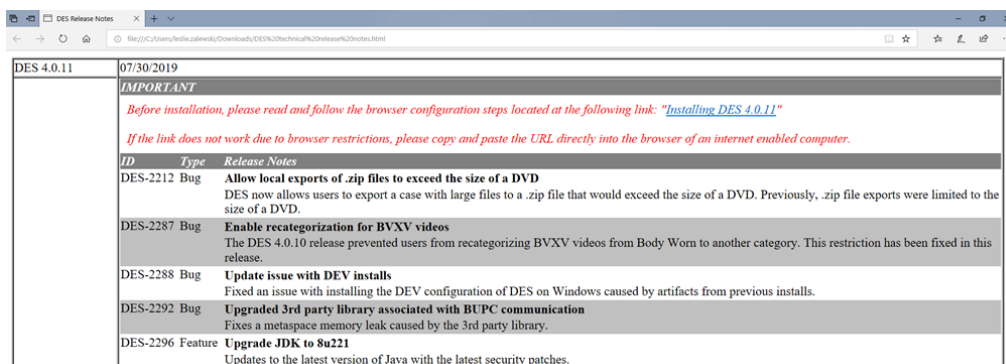 DES Release Notes
file:///C:/Users/leslie.zalewski/Downloads/DES%20technical%20release%20notes.html
DES 4.0.11 07/30/2019
IMPORTANT
Before installation, please read and follow the browser configuration steps located at the following link: "Installing DES 4.0.11"
If the link does not work due to browser restrictions, please copy and paste the URL directly into the browser of an internet enabled computer.
ID Type Release Notes
DES-2212 Bug Allow local exports of .zip files to exceed the size of a DVD
DES now allows users to export a case with large files to a .zip file that would exceed the size of a DVD. Previously, .zip file exports were limited to the
size of a DVD.
DES-2287 Bug Enable recategorization for BVXV videos
The DES 4.0.10 release prevented users from recategorizing BVXV videos from Body Worn to another category. This restriction has been fixed in this
release.
DES-2288 Bug Update issue with DEV installs
Fixed an issue with installing the DEV configuration of DES on Windows caused by artifacts from previous installs.
DES-2292 Bug Upgraded 3rd party library associated with BUPC communication
Fixes a metaspace memory leak caused by the 3rd party library.
DES-2296 Feature Upgrade JDK to 8u221
Updates to the latest version of Java with the latest security patches.